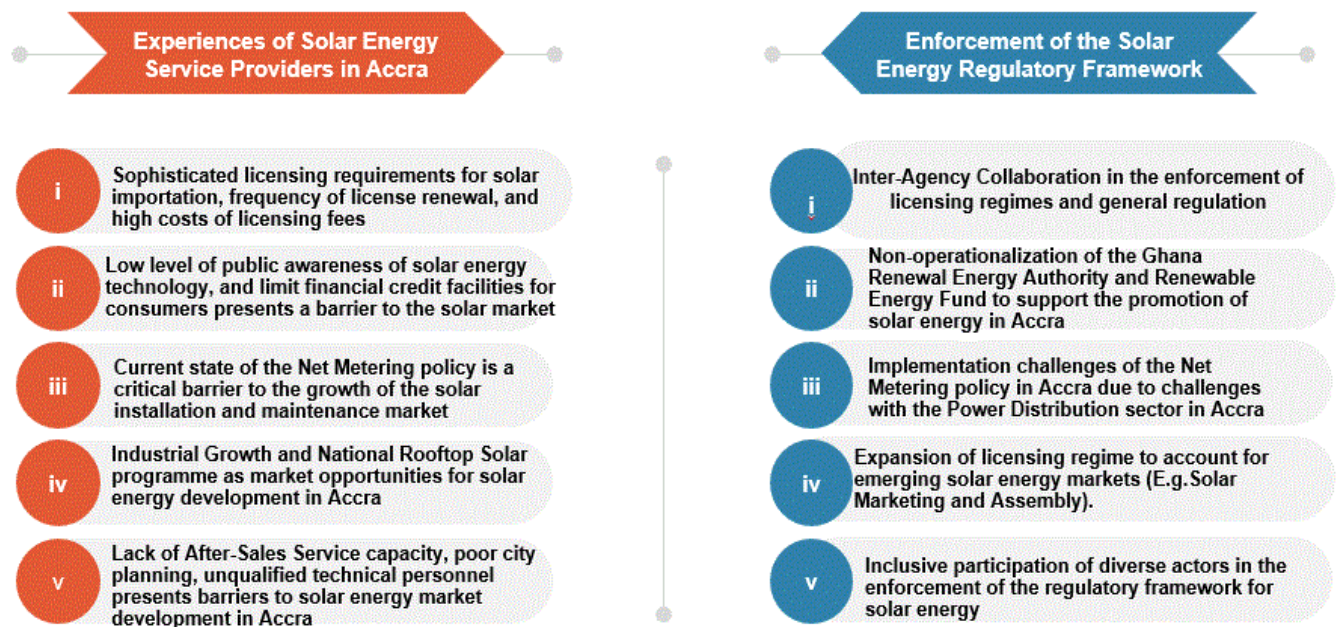 Experiences of Solar Energy
Service Providers in Accra
i
Sophisticated licensing requirements for solar
importation, frequency of license renewal, and
high costs of licensing fees
ii
Low level of public awareness of solar energy
technology, and limit financial credit facilities for
consumers presents a barrier to the solar market
iii
Current state of the Net Metering policy is a
critical barrier to the growth of the solar
installation and maintenance market
iv
Industrial Growth and National Rooftop Solar
programme as market opportunities for solar
energy development in Accra
v
Lack of After-Sales Service capacity, poor city
planning, unqualified technical personnel
presents barriers to solar energy market
development in Accra
Enforcement of the Solar
Energy Regulatory Framework
i
Inter-Agency Collaboration in the enforcement of
licensing regimes and general regulation
ii
Non-operationalization of the Ghana
Renewal Energy Authority and Renewable
Energy Fund to support the promotion of
solar energy in Accra
iii
Implementation challenges of the Net
Metering policy in Accra due to challenges
with the Power Distribution sector in Accra
iv
Expansion of licensing regime to account for
emerging solar energy markets (E.g.Solar
Marketing and Assembly).
v
Inclusive participation of diverse actors in the
enforcement of the regulatory framework for
solar energy